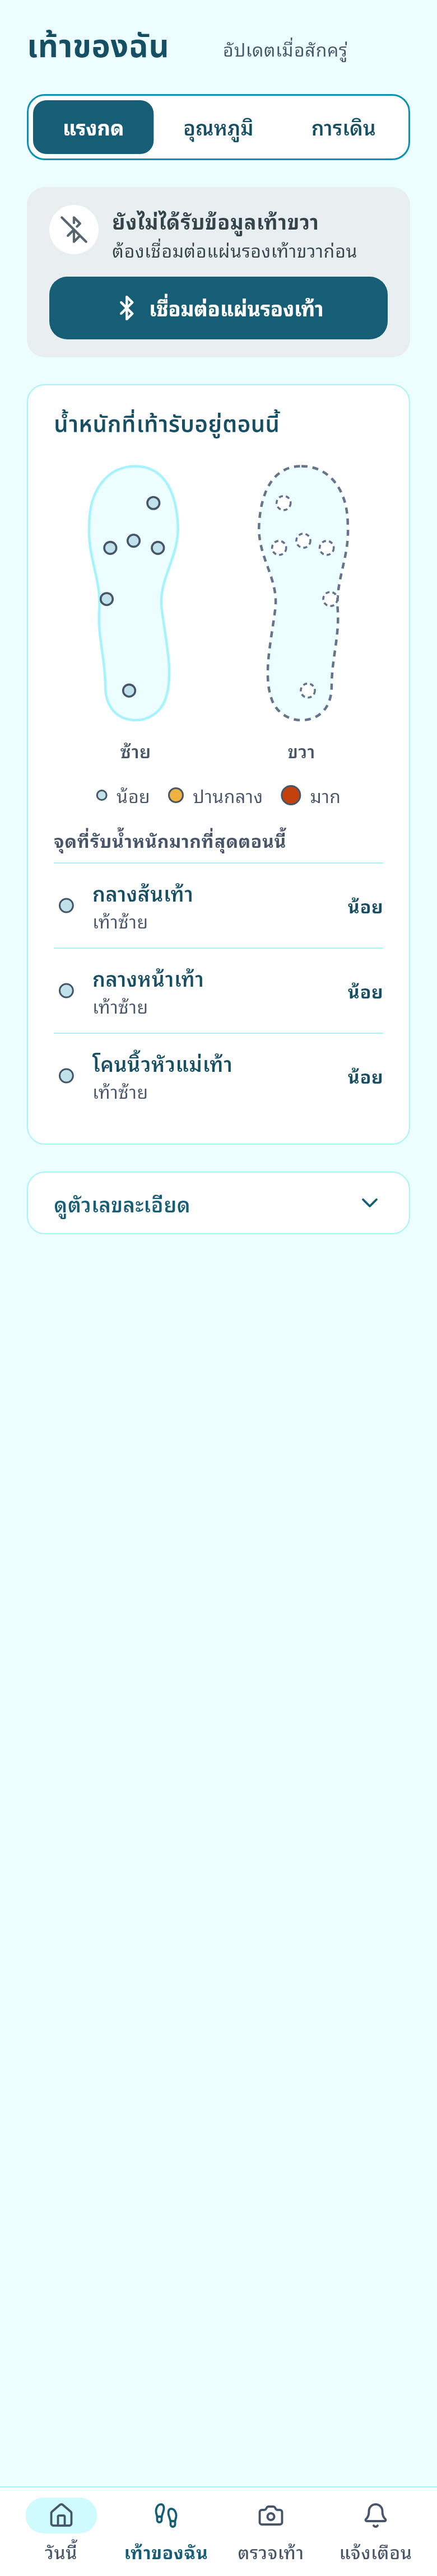 เท้าของฉัน
อัปเดตเมื่อสักครู่
แรงกด
อุณหภูมิ
การเดิน
ยังไม่ได้รับข้อมูลเท้าขวา
ต้องเชื่อมต่อแผ่นรองเท้าขวาก่อน
เชื่อมต่อแผ่นรองเท้า
น้ำหนักที่เท้ารับอยู่ตอนนี้
ซ้าย
ขวา
น้อย
ปานกลาง
มาก
จุดที่รับน้ำหนักมากที่สุดตอนนี้
กลางส้นเท้า
น้อย
เท้าซ้าย
กลางหน้าเท้า
น้อย
เท้าซ้าย
โคนนิ้วหัวแม่เท้า
น้อย
เท้าซ้าย
ดูตัวเลขละเอียด
วันนี้
เท้าของฉัน
ตรวจเท้า
แจ้งเตือน